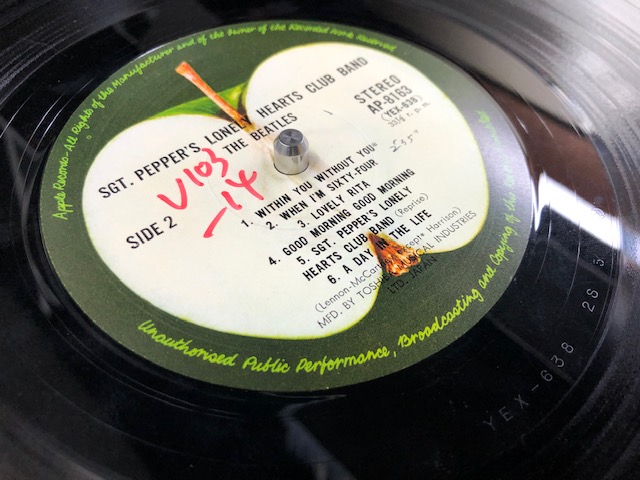 Apple Records-All Rights of the Manufacturer and of the Owner of the Recorded Work Reserved
SGT. PEPPER'S LONELY HEARTS CLUB BAND
THE BEATLES
STEREO
AP-8163
(YEX-638)
33⅓ r.p.m.
SIDE 2
V103
-14
1. WITHIN YOU WITHOUT YOU*
2. WHEN I'M SIXTY-FOUR
3. LOVELY RITA
4. GOOD MORNING GOOD MORNING
5. SGT. PEPPER'S LONELY
HEARTS CLUB BAND (Reprise)
6. A DAY IN THE LIFE
(Lennon-McCartney except* Harrison)
MFD. BY TOSHIBA MUSICAL INDUSTRIES
LTD. JAPAN
Unauthorised Public Performance, Broadcasting and Copying of this
YEX-638 2S 3